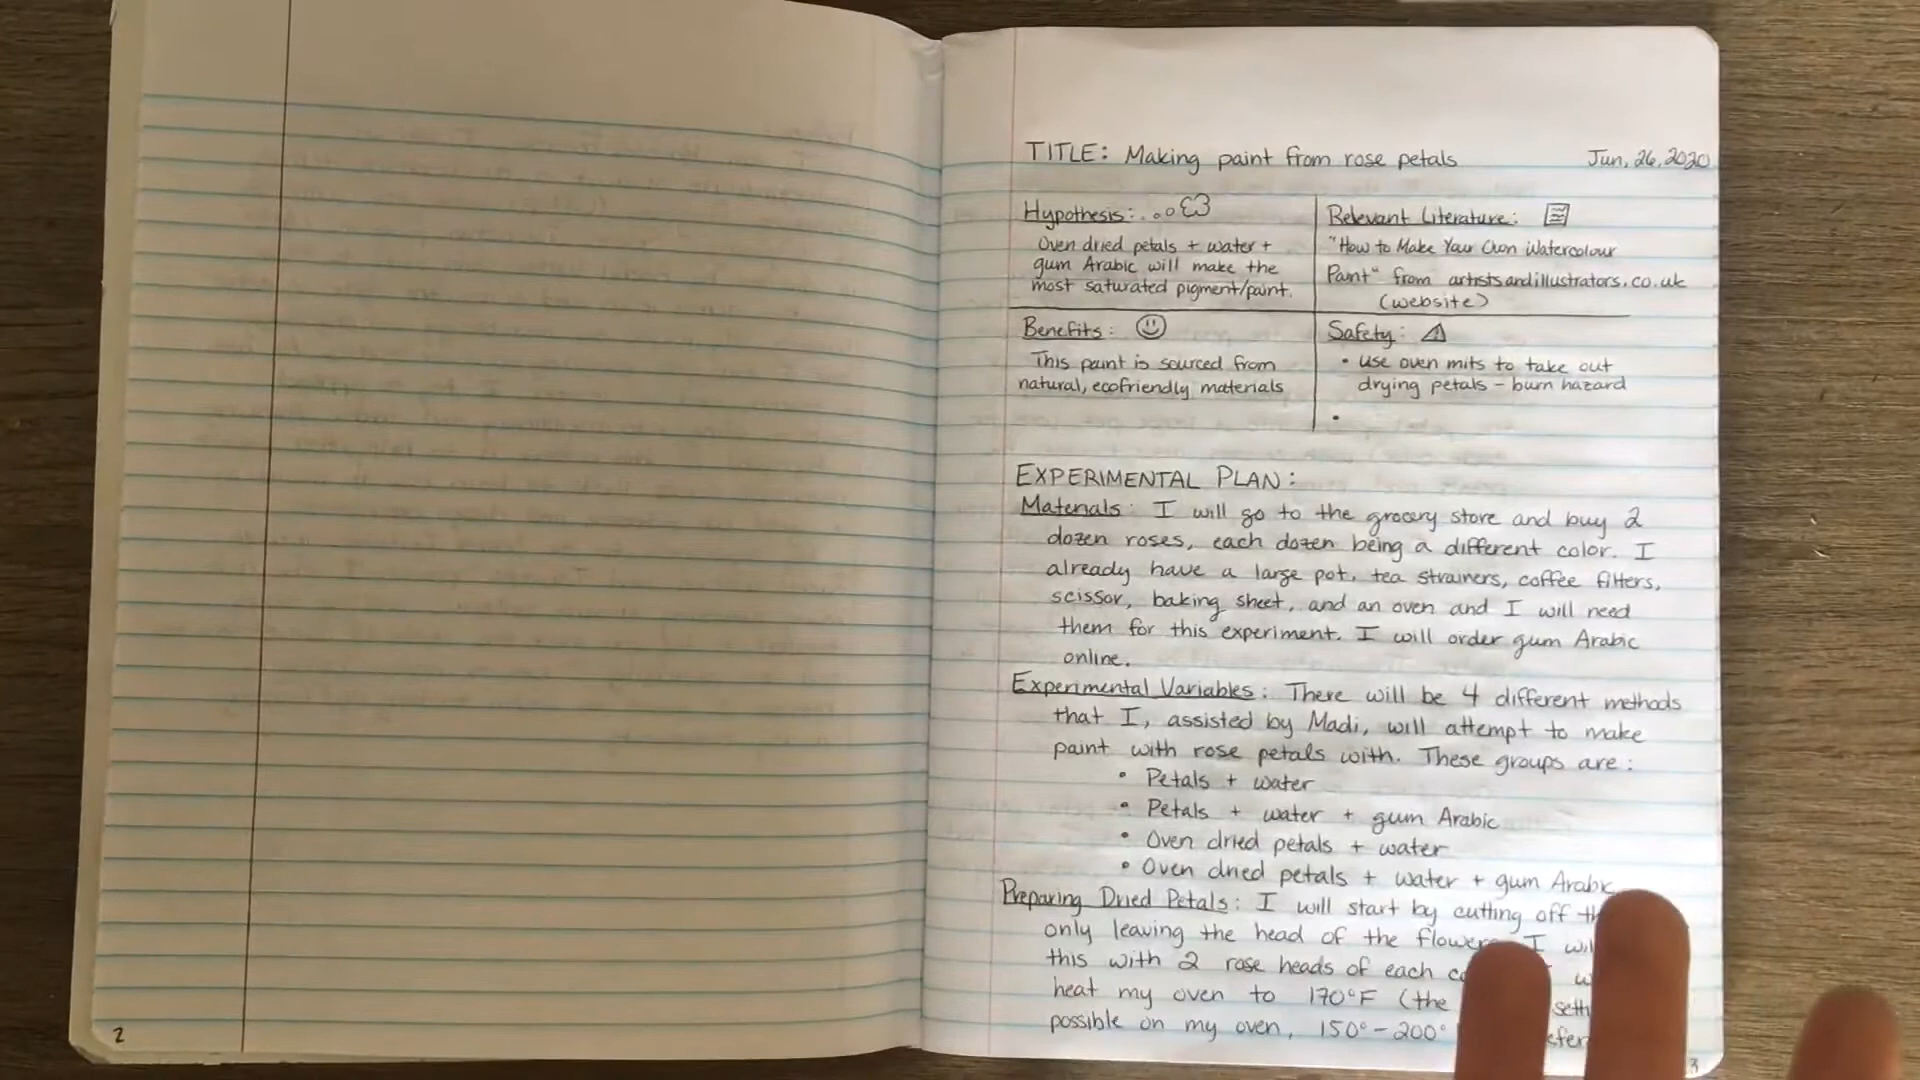 TITLE: Making paint from rose petals
Jun, 26, 2020
Hypothesis:
Oven dried petals + water +
gum Arabic will make the
most saturated pigment/paint.
Relevant Literature:
"How to Make Your Own Watercolour
Paint" from artistsandillustrators.co.uk
(website)
Benefits:
This paint is sourced from
natural, ecofriendly materials
Safety:
• use oven mits to take out
drying petals - burn hazard
•
EXPERIMENTAL PLAN:
Materials: I will go to the grocery store and buy 2
dozen roses, each dozen being a different color. I
already have a large pot, tea strainers, coffee filters,
scissor, baking sheet, and an oven and I will need
them for this experiment. I will order gum Arabic
online.
Experimental Variables: There will be 4 different methods
that I, assisted by Madi, will attempt to make
paint with rose petals with. These groups are:
• Petals + water
• Petals + water + gum Arabic
• Oven dried petals + water
• Oven dried petals + water + gum Arabic
Preparing Dried Petals: I will start by cutting off
only leaving the head of the flowers. I
this with 2 rose heads of each
heat my oven to 170°F (the
possible on my oven, 150°-200°
2
3